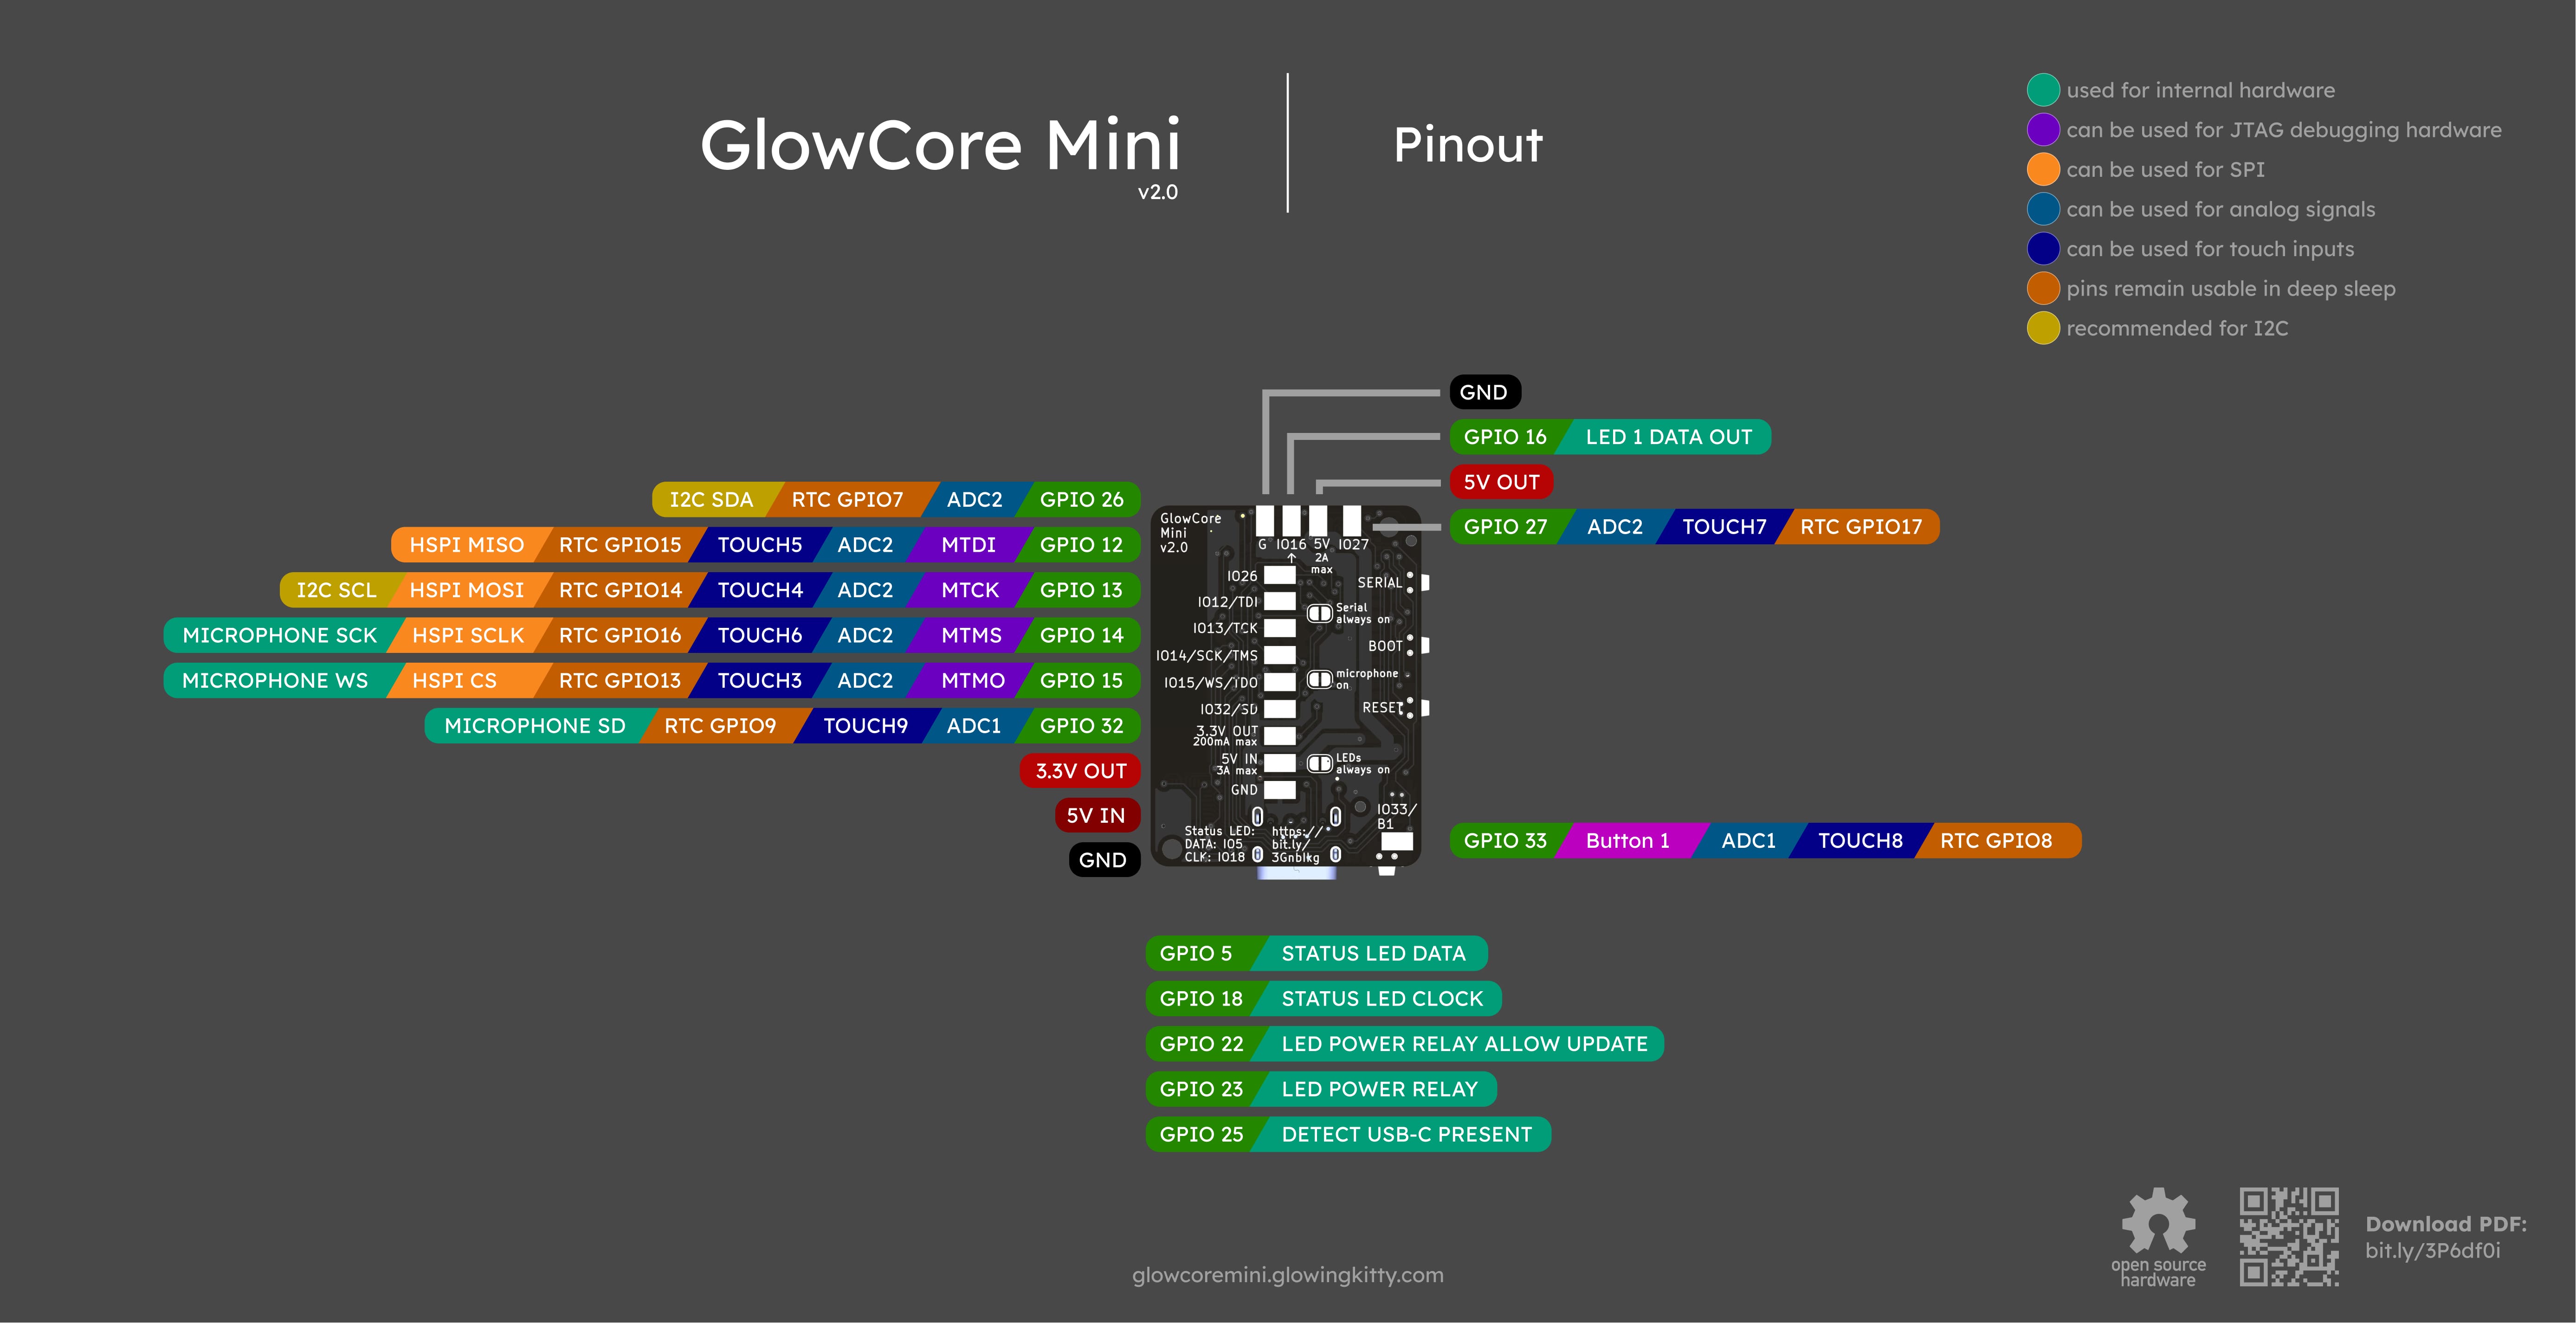 GlowCore Mini
v2.0
Pinout
used for internal hardware
can be used for JTAG debugging hardware
can be used for SPI
can be used for analog signals
can be used for touch inputs
pins remain usable in deep sleep
recommended for I2C
GND
GPIO 16 LED 1 DATA OUT
5V OUT
GPIO 27 ADC2 TOUCH7 RTC GPIO17
I2C SDA RTC GPIO7 ADC2 GPIO 26
HSPI MISO RTC GPIO15 TOUCH5 ADC2 MTDI GPIO 12
I2C SCL HSPI MOSI RTC GPIO14 TOUCH4 ADC2 MTCK GPIO 13
MICROPHONE SCK HSPI SCLK RTC GPIO16 TOUCH6 ADC2 MTMS GPIO 14
MICROPHONE WS HSPI CS RTC GPIO13 TOUCH3 ADC2 MTMO GPIO 15
MICROPHONE SD RTC GPIO9 TOUCH9 ADC1 GPIO 32
3.3V OUT
5V IN
GND
GlowCore
Mini
v2.0
G IO16 5V IO27
2A
max
IO26
IO12/TDI
IO13/TCK
IO14/SCK/TMS
IO15/WS/TDO
IO32/SD
3.3V OUT
200mA max
5V IN
3A max
GND
SERIAL
Serial
always on
BOOT
microphone
on
RESET
LEDs
always on
IO33/
B1
Status LED:
DATA: IO5
CLK: IO18
https://
bit.ly/
3Gnblkg
GPIO 33 Button 1 ADC1 TOUCH8 RTC GPIO8
GPIO 5 STATUS LED DATA
GPIO 18 STATUS LED CLOCK
GPIO 22 LED POWER RELAY ALLOW UPDATE
GPIO 23 LED POWER RELAY
GPIO 25 DETECT USB-C PRESENT
glowcoremini.glowingkitty.com
open source
hardware
Download PDF:
bit.ly/3P6df0i